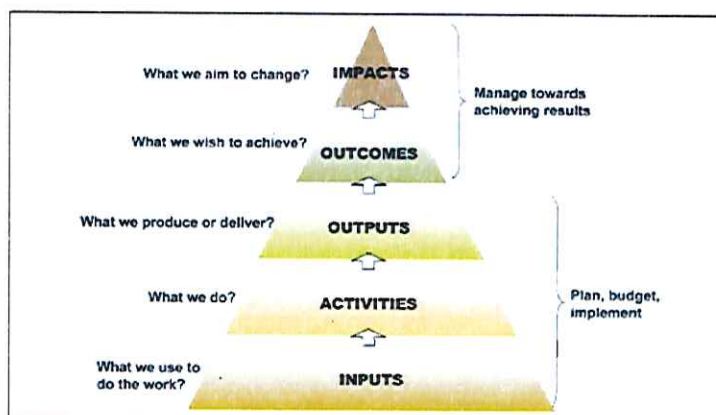 What we aim to change?
IMPACTS
Manage towards
achieving results
What we wish to achieve?
OUTCOMES
What we produce or deliver?
OUTPUTS
What we do?
ACTIVITIES
Plan, budget,
implement
What we use to
do the work?
INPUTS